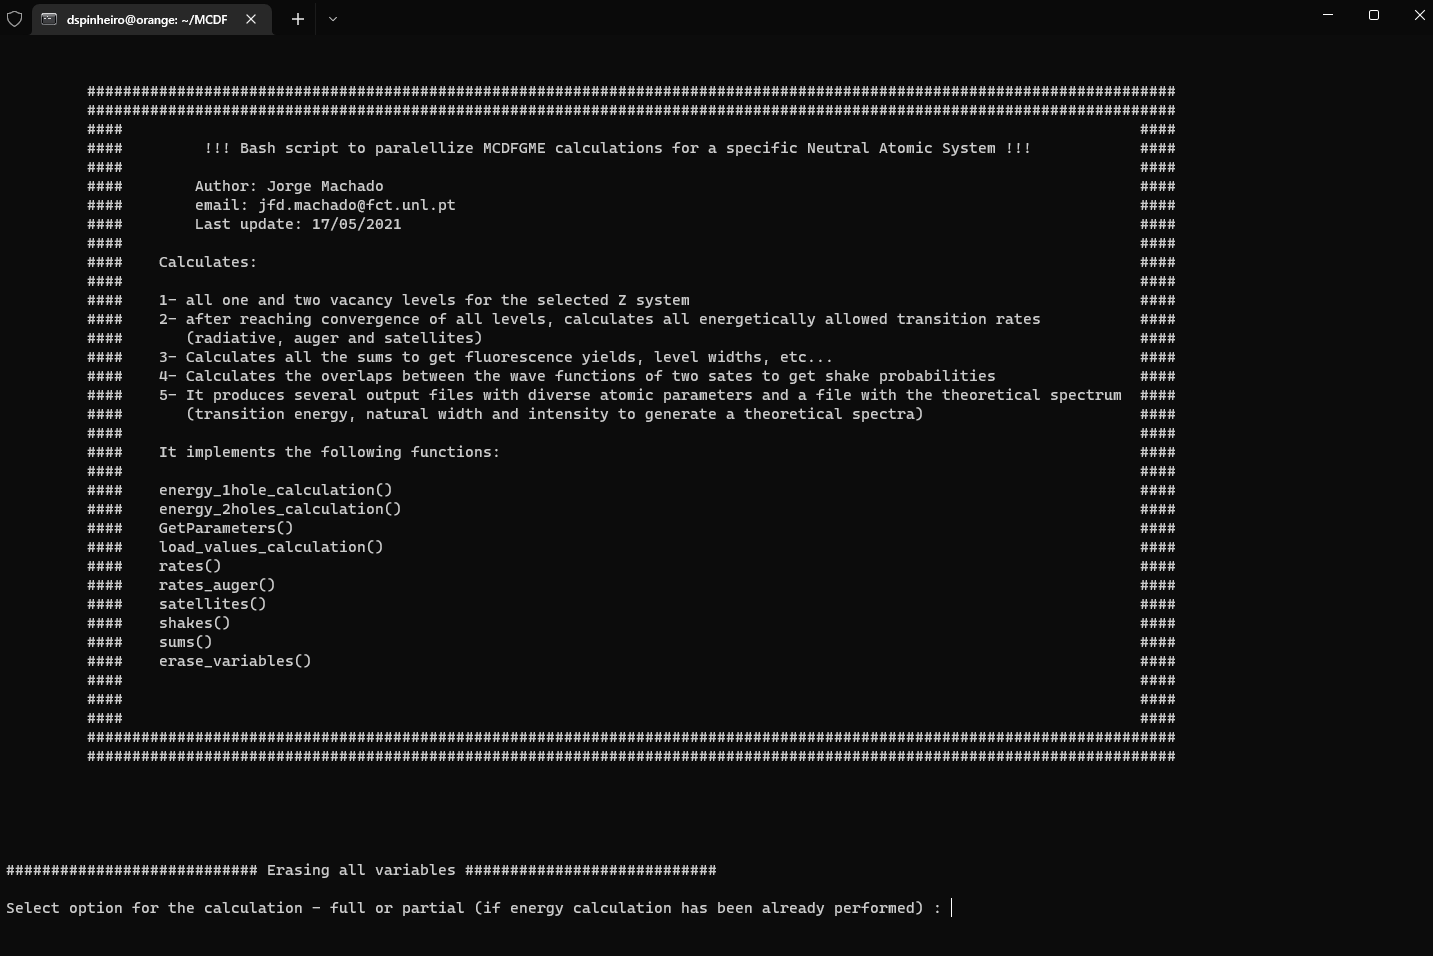 dspinheiro@orange: ~/MCDF
#########################################################################################################################
#########################################################################################################################
#### ####
#### !!! Bash script to paralellize MCDFGME calculations for a specific Neutral Atomic System !!! ####
#### ####
#### Author: Jorge Machado ####
#### email: jfd.machado@fct.unl.pt ####
#### Last update: 17/05/2021 ####
#### ####
#### Calculates: ####
#### ####
#### 1- all one and two vacancy levels for the selected Z system ####
#### 2- after reaching convergence of all levels, calculates all energetically allowed transition rates ####
#### (radiative, auger and satellites) ####
#### 3- Calculates all the sums to get fluorescence yields, level widths, etc... ####
#### 4- Calculates the overlaps between the wave functions of two sates to get shake probabilities ####
#### 5- It produces several output files with diverse atomic parameters and a file with the theoretical spectrum ####
#### (transition energy, natural width and intensity to generate a theoretical spectra) ####
#### ####
#### It implements the following functions: ####
#### ####
#### energy_1hole_calculation() ####
#### energy_2holes_calculation() ####
#### GetParameters() ####
#### load_values_calculation() ####
#### rates() ####
#### rates_auger() ####
#### satellites() ####
#### shakes() ####
#### sums() ####
#### erase_variables() ####
#### ####
#### ####
#### ####
#########################################################################################################################
#########################################################################################################################
############################ Erasing all variables ############################
Select option for the calculation - full or partial (if energy calculation has been already performed) :